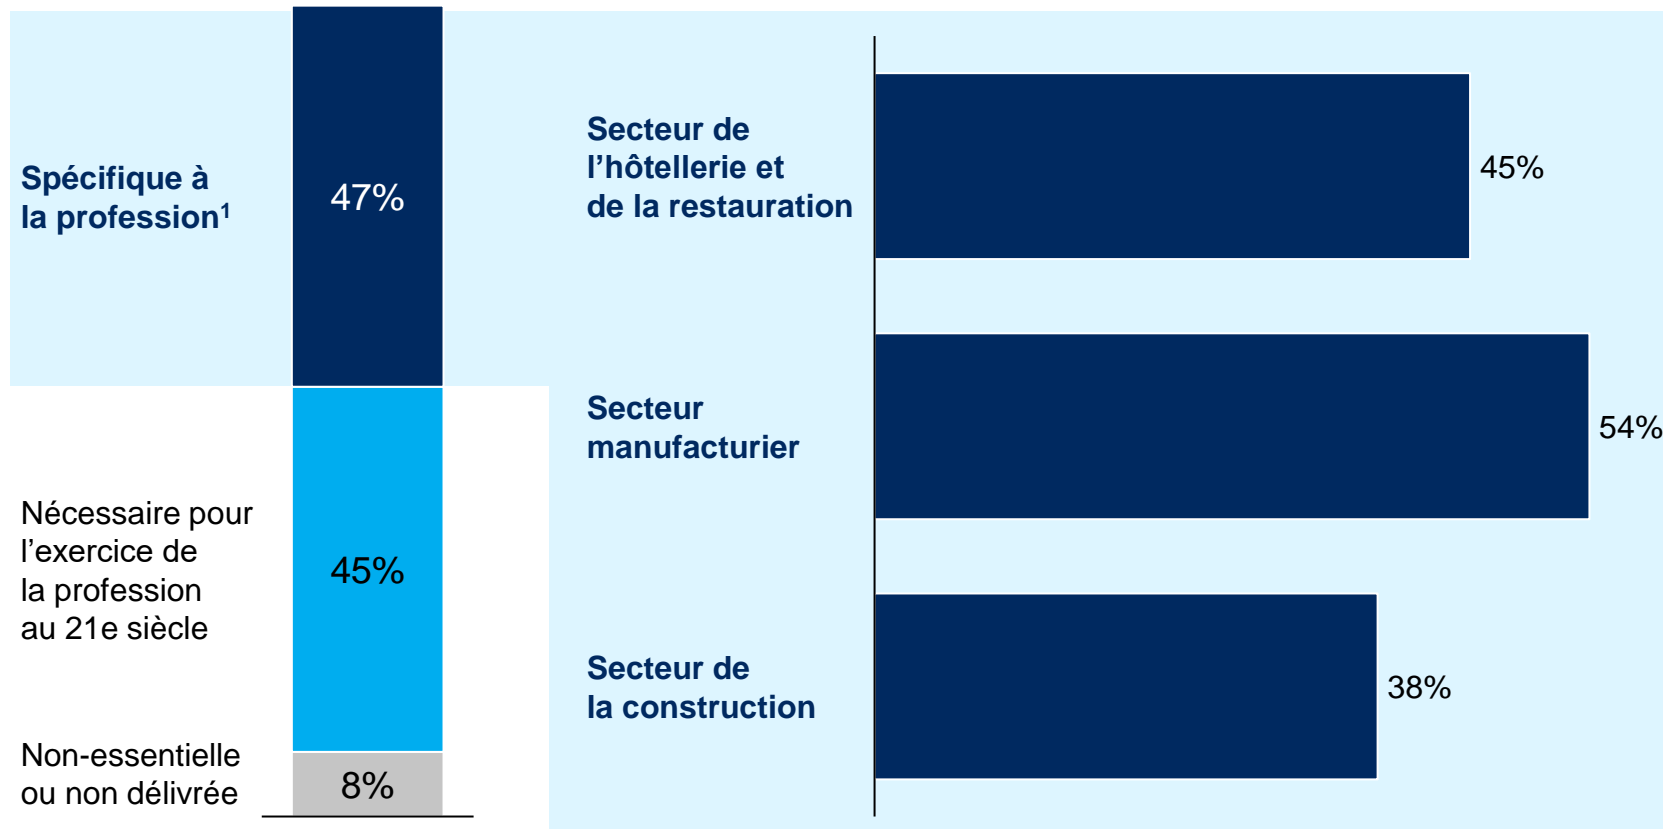 Spécifique à
la profession¹
47%
Nécessaire pour
l’exercice de
la profession
au 21e siècle
45%
Non-essentielle
ou non délivrée
8%
Secteur de
l’hôtellerie et
de la restauration
45%
Secteur
manufacturier
54%
Secteur de
la construction
38%